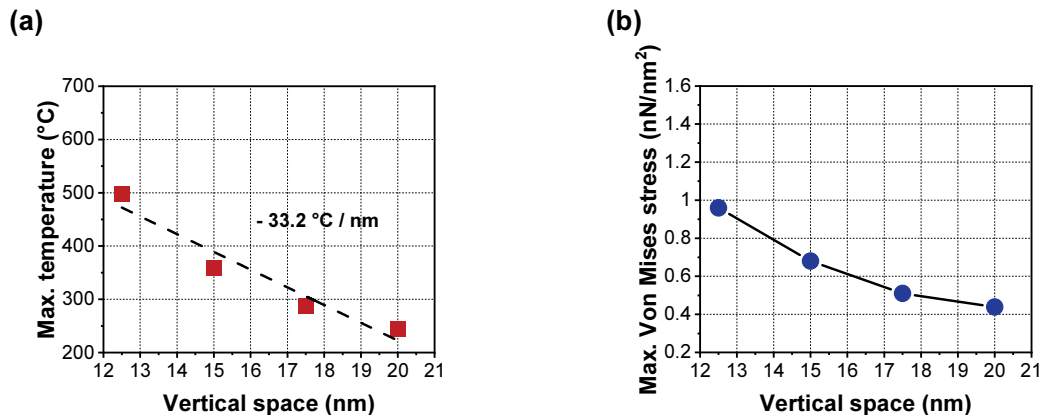 (a)
(b)
Max. temperature (°C)
700
600
500
400
300
200
- 33.2 °C / nm
12 13 14 15 16 17 18 19 20 21
Vertical space (nm)
Max. Von Mises stress (nN/nm²)
1.6
1.4
1.2
1
0.8
0.6
0.4
0.2
12 13 14 15 16 17 18 19 20 21
Vertical space (nm)